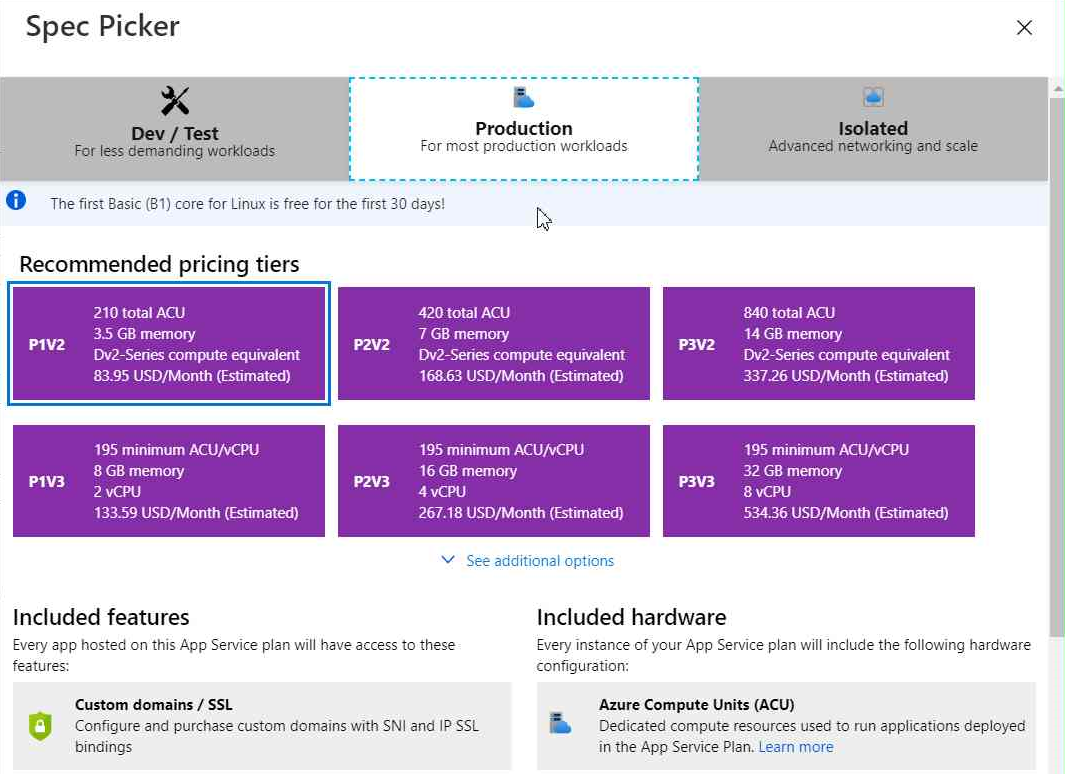 Spec Picker
Dev / Test
For less demanding workloads
Production
For most production workloads
Isolated
Advanced networking and scale
The first Basic (B1) core for Linux is free for the first 30 days!
Recommended pricing tiers
P1V2
210 total ACU
3.5 GB memory
Dv2-Series compute equivalent
83.95 USD/Month (Estimated)
P2V2
420 total ACU
7 GB memory
Dv2-Series compute equivalent
168.63 USD/Month (Estimated)
P3V2
840 total ACU
14 GB memory
Dv2-Series compute equivalent
337.26 USD/Month (Estimated)
P1V3
195 minimum ACU/vCPU
8 GB memory
2 vCPU
133.59 USD/Month (Estimated)
P2V3
195 minimum ACU/vCPU
16 GB memory
4 vCPU
267.18 USD/Month (Estimated)
P3V3
195 minimum ACU/vCPU
32 GB memory
8 vCPU
534.36 USD/Month (Estimated)
See additional options
Included features
Every app hosted on this App Service plan will have access to these
features:
Custom domains / SSL
Configure and purchase custom domains with SNI and IP SSL
bindings
Included hardware
Every instance of your App Service plan will include the following hardware
configuration:
Azure Compute Units (ACU)
Dedicated compute resources used to run applications deployed
in the App Service Plan. Learn more